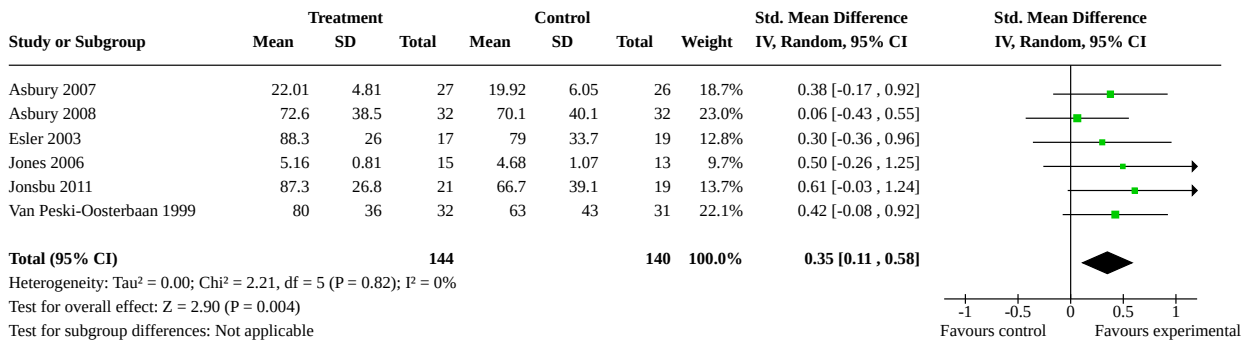 Treatment Control Std. Mean Difference Std. Mean Difference
Study or Subgroup Mean SD Total Mean SD Total Weight IV, Random, 95% CI IV, Random, 95% CI
Asbury 2007 22.01 4.81 27 19.92 6.05 26 18.7% 0.38 [-0.17 , 0.92]
Asbury 2008 72.6 38.5 32 70.1 40.1 32 23.0% 0.06 [-0.43 , 0.55]
Esler 2003 88.3 26 17 79 33.7 19 12.8% 0.30 [-0.36 , 0.96]
Jones 2006 5.16 0.81 15 4.68 1.07 13 9.7% 0.50 [-0.26 , 1.25]
Jonsbu 2011 87.3 26.8 21 66.7 39.1 19 13.7% 0.61 [-0.03 , 1.24]
Van Peski-Oosterbaan 1999 80 36 32 63 43 31 22.1% 0.42 [-0.08 , 0.92]
Total (95% CI) 144 140 100.0% 0.35 [0.11 , 0.58]
Heterogeneity: Tau² = 0.00; Chi² = 2.21, df = 5 (P = 0.82); I² = 0%
Test for overall effect: Z = 2.90 (P = 0.004)
-1 -0.5 0 0.5 1
Test for subgroup differences: Not applicable
Favours control Favours experimental